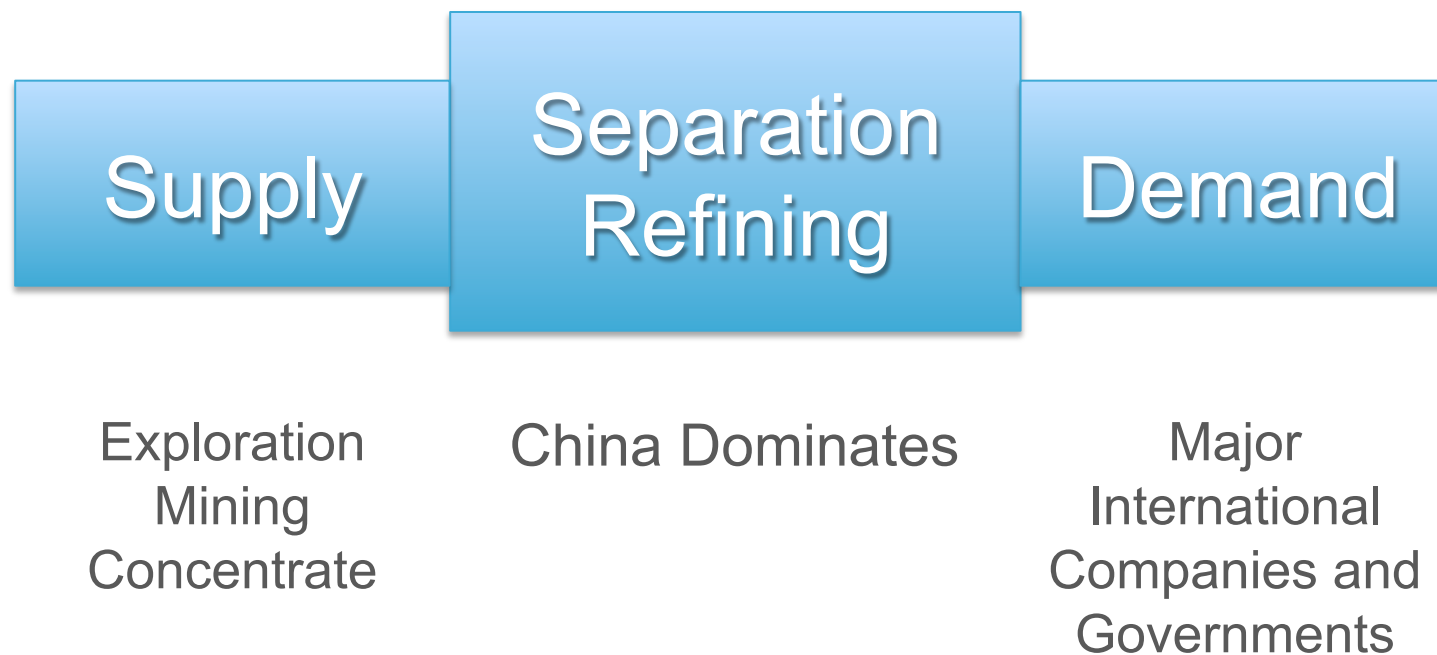 Supply
Separation
Refining
Demand
Exploration
Mining
Concentrate
China Dominates
Major
International
Companies and
Governments